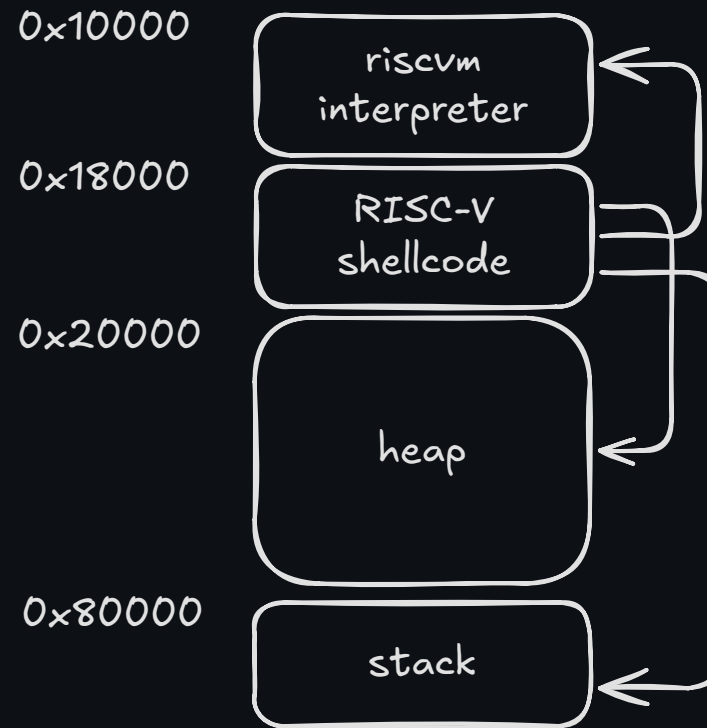 0x10000
riscvm
interpreter
0x18000
RISC-V
shellcode
0x20000
heap
0x80000
stack